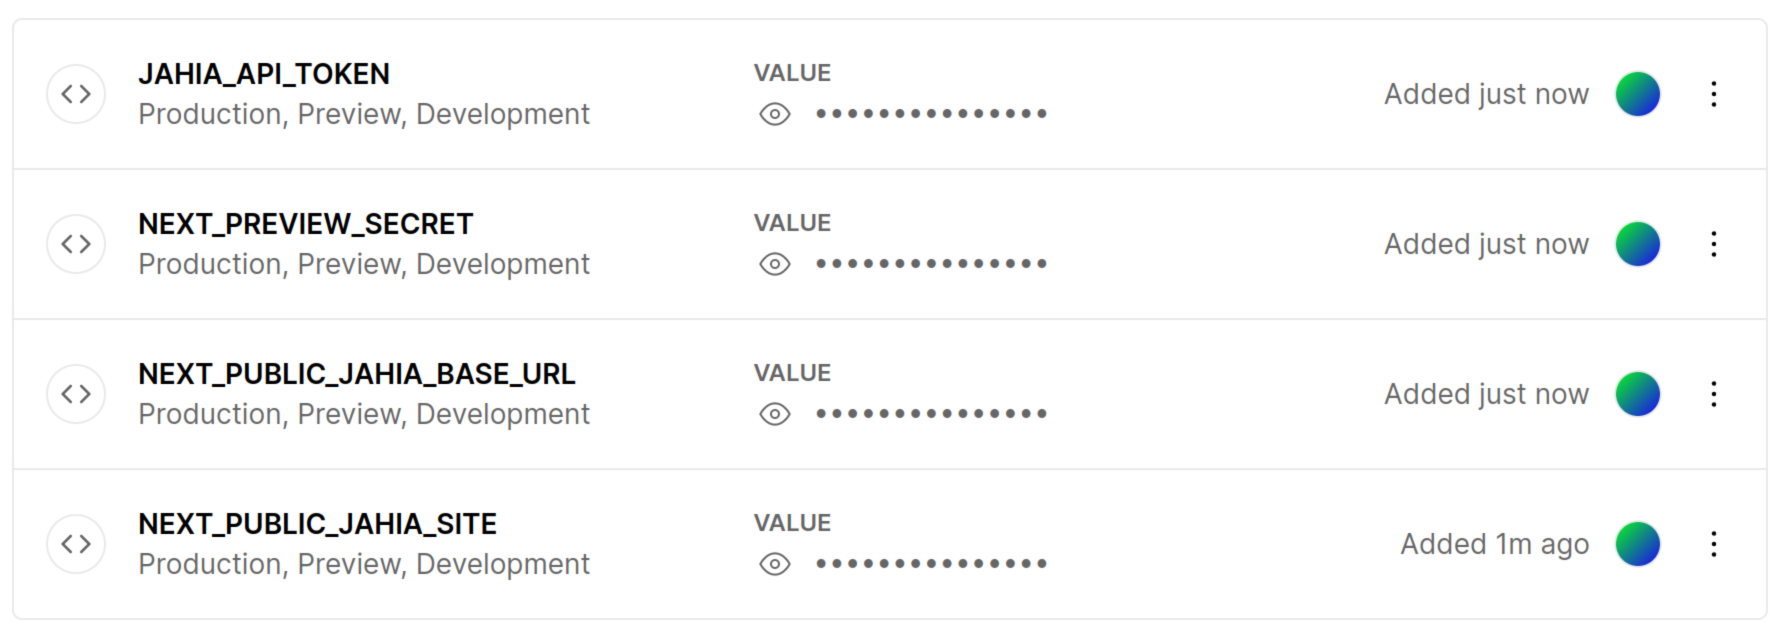 JAHIA_API_TOKEN
Production, Preview, Development
VALUE
•••••••••••••••
Added just now
NEXT_PREVIEW_SECRET
Production, Preview, Development
VALUE
•••••••••••••••
Added just now
NEXT_PUBLIC_JAHIA_BASE_URL
Production, Preview, Development
VALUE
•••••••••••••••
Added just now
NEXT_PUBLIC_JAHIA_SITE
Production, Preview, Development
VALUE
•••••••••••••••
Added 1m ago